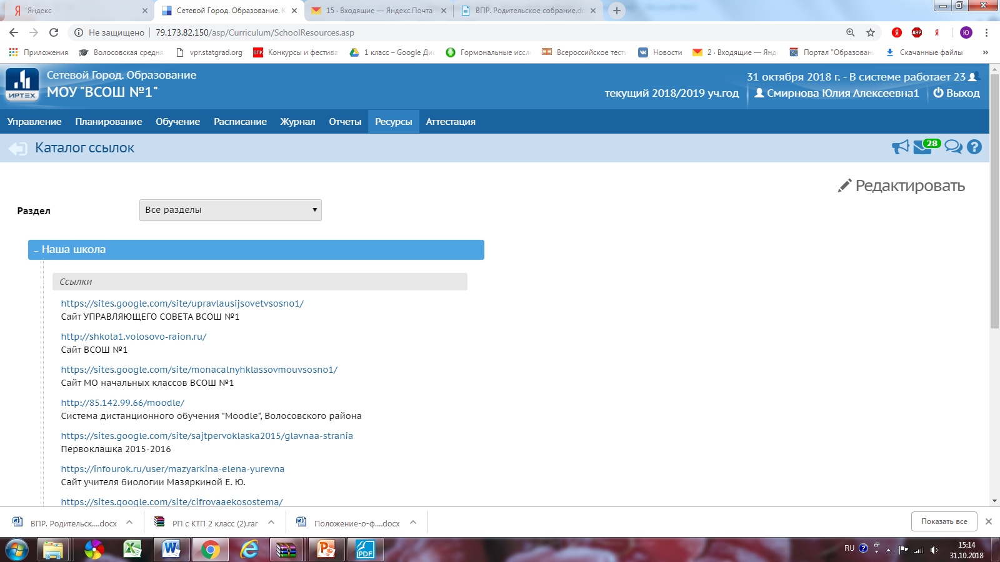 Яндекс
Сетевой Город. Образование. К
15 · Входящие — Яндекс.Почта
ВПР. Родительское собрание.do
Не защищено
79.173.82.150/asp/Curriculum/SchoolResources.asp
Я
ABP
Я
Ю
Приложения
Волосовская средня
vpr.statgrad.org
ОПК
Конкурсы и фестива
1 класс – Google Дис
Гормональные иссл
Всероссийское тести
Новости
2 · Входящие — Янд
Портал "Образован
Скачанные файлы
»
ИРТЕХ
Сетевой Город. Образование
МОУ "ВСОШ №1"
31 октября 2018 г. - В системе работает 23
текущий 2018/2019 уч.год
Смирнова Юлия Алексеевна1
Выход
Управление
Планирование
Обучение
Расписание
Журнал
Отчеты
Ресурсы
Аттестация
Каталог ссылок
28
Редактировать
Раздел
Все разделы
– Наша школа
Ссылки
https://sites.google.com/site/upravlausijsovetvsosno1/
Сайт УПРАВЛЯЮЩЕГО СОВЕТА ВСОШ №1
http://shkola1.volosovo-raion.ru/
Сайт ВСОШ №1
https://sites.google.com/site/monacalnyhklassovmouvsosno1/
Сайт МО начальных классов ВСОШ №1
http://85.142.99.66/moodle/
Система дистанционного обучения "Moodle", Волосовского района
https://sites.google.com/site/sajtpervoklaska2015/glavnaa-strania
Первоклашка 2015-2016
https://infourok.ru/user/mazyarkina-elena-yurevna
Сайт учителя биологии Мазяркиной Е. Ю.
https://sites.google.com/site/cifrovaaekosostema/
ВПР. Родительск....docx
РП с КТП 2 класс (2).rar
Положение-о-ф....docx
Показать все
PDF
RU
15:14
31.10.2018